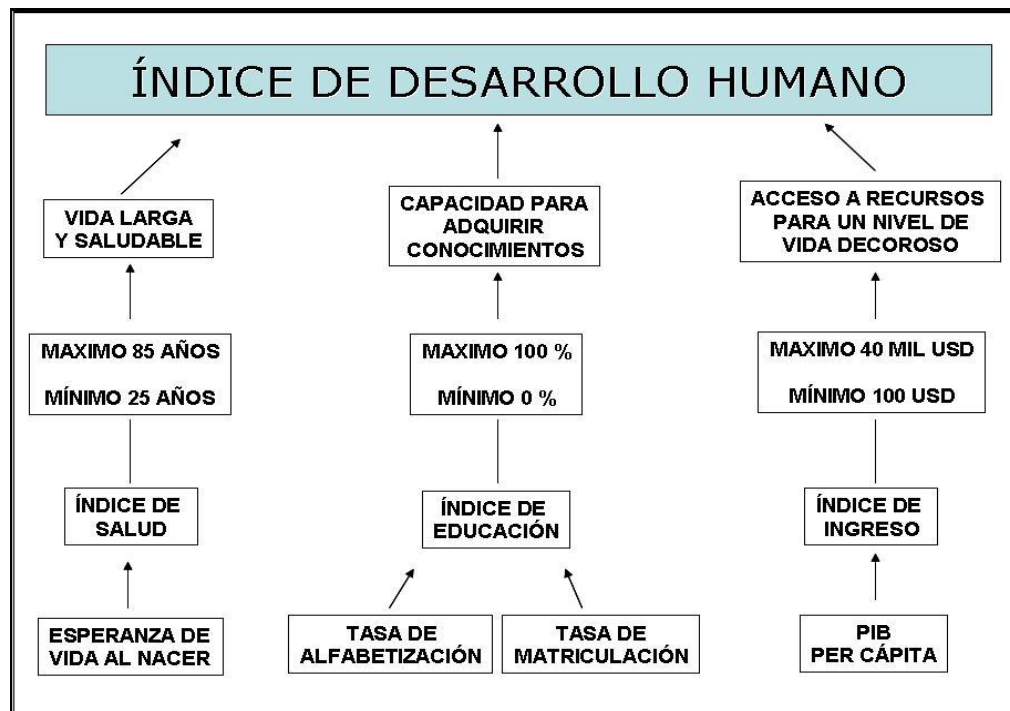 ÍNDICE DE DESARROLLO HUMANO
VIDA LARGA
Y SALUDABLE
CAPACIDAD PARA
ADQUIRIR
CONOCIMIENTOS
ACCESO A RECURSOS
PARA UN NIVEL DE
VIDA DECOROSO
MAXIMO 85 AÑOS
MÍNIMO 25 AÑOS
MAXIMO 100 %
MÍNIMO 0 %
MAXIMO 40 MIL USD
MÍNIMO 100 USD
ÍNDICE DE
SALUD
ÍNDICE DE
EDUCACIÓN
ÍNDICE DE
INGRESO
ESPERANZA DE
VIDA AL NACER
TASA DE
ALFABETIZACIÓN
TASA DE
MATRICULACIÓN
PIB
PER CÁPITA